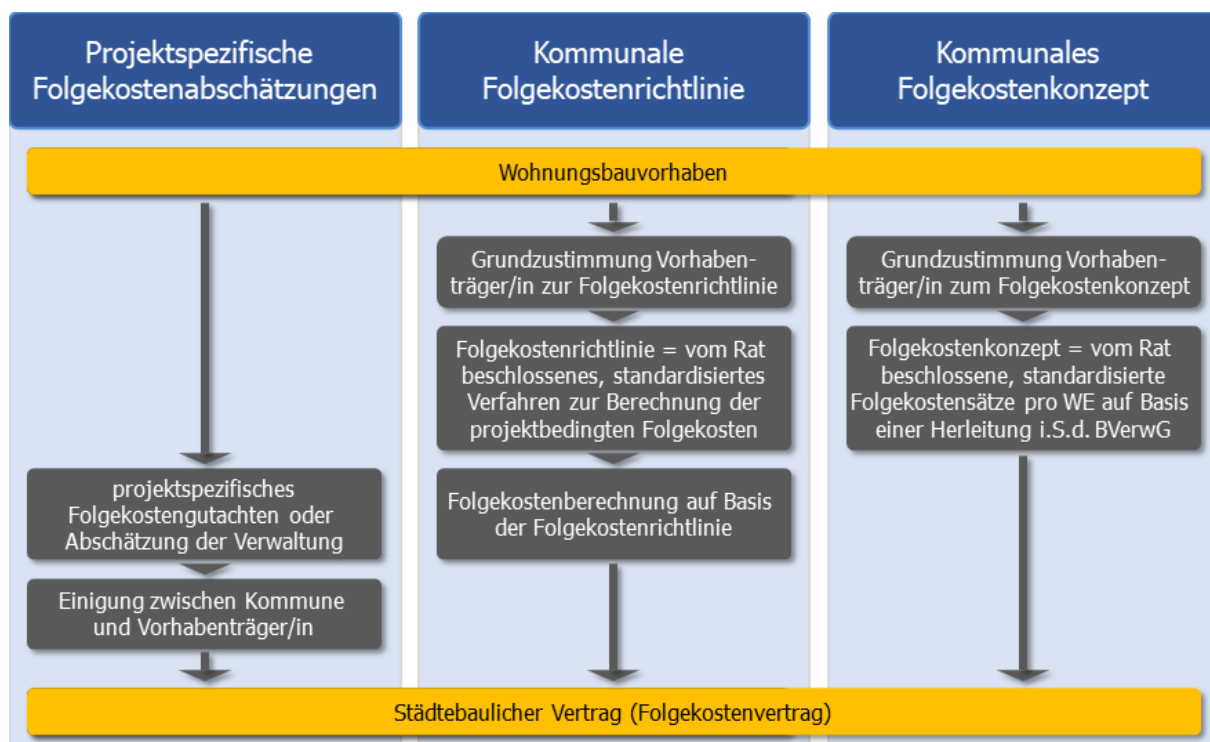 Projektspezifische
Folgekostenabschätzungen
Kommunale
Folgekostenrichtlinie
Kommunales
Folgekostenkonzept
Wohnungsbauvorhaben
projektspezifisches
Folgekostengutachten oder
Abschätzung der Verwaltung
Einigung zwischen Kommune
und Vorhabenträger/in
Grundzustimmung Vorhaben-
träger/in zur Folgekostenrichtlinie
Folgekostenrichtlinie = vom Rat
beschlossenes, standardisiertes
Verfahren zur Berechnung der
projektbedingten Folgekosten
Folgekostenberechnung auf Basis
der Folgekostenrichtlinie
Grundzustimmung Vorhaben-
träger/in zum Folgekostenkonzept
Folgekostenkonzept = vom Rat
beschlossene, standardisierte
Folgekostensätze pro WE auf Basis
einer Herleitung i.S.d. BVerwG
Städtebaulicher Vertrag (Folgekostenvertrag)